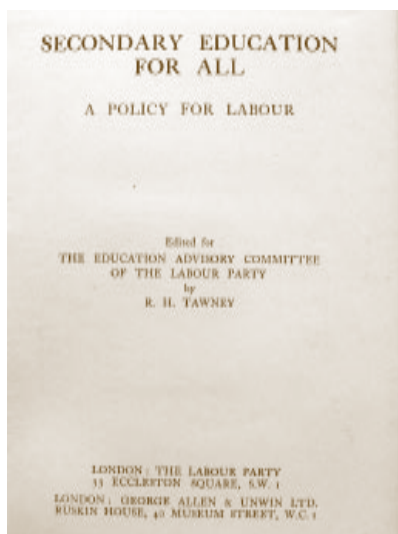 SECONDARY EDUCATION
FOR ALL
A POLICY FOR LABOUR
Edited for
THE EDUCATION ADVISORY COMMITTEE
OF THE LABOUR PARTY
by
R. H. TAWNEY
LONDON: THE LABOUR PARTY
33 ECCLESTON SQUARE, S.W. 1
LONDON: GEORGE ALLEN & UNWIN LTD.
RUSKIN HOUSE, 40 MUSEUM STREET, W.C. 1